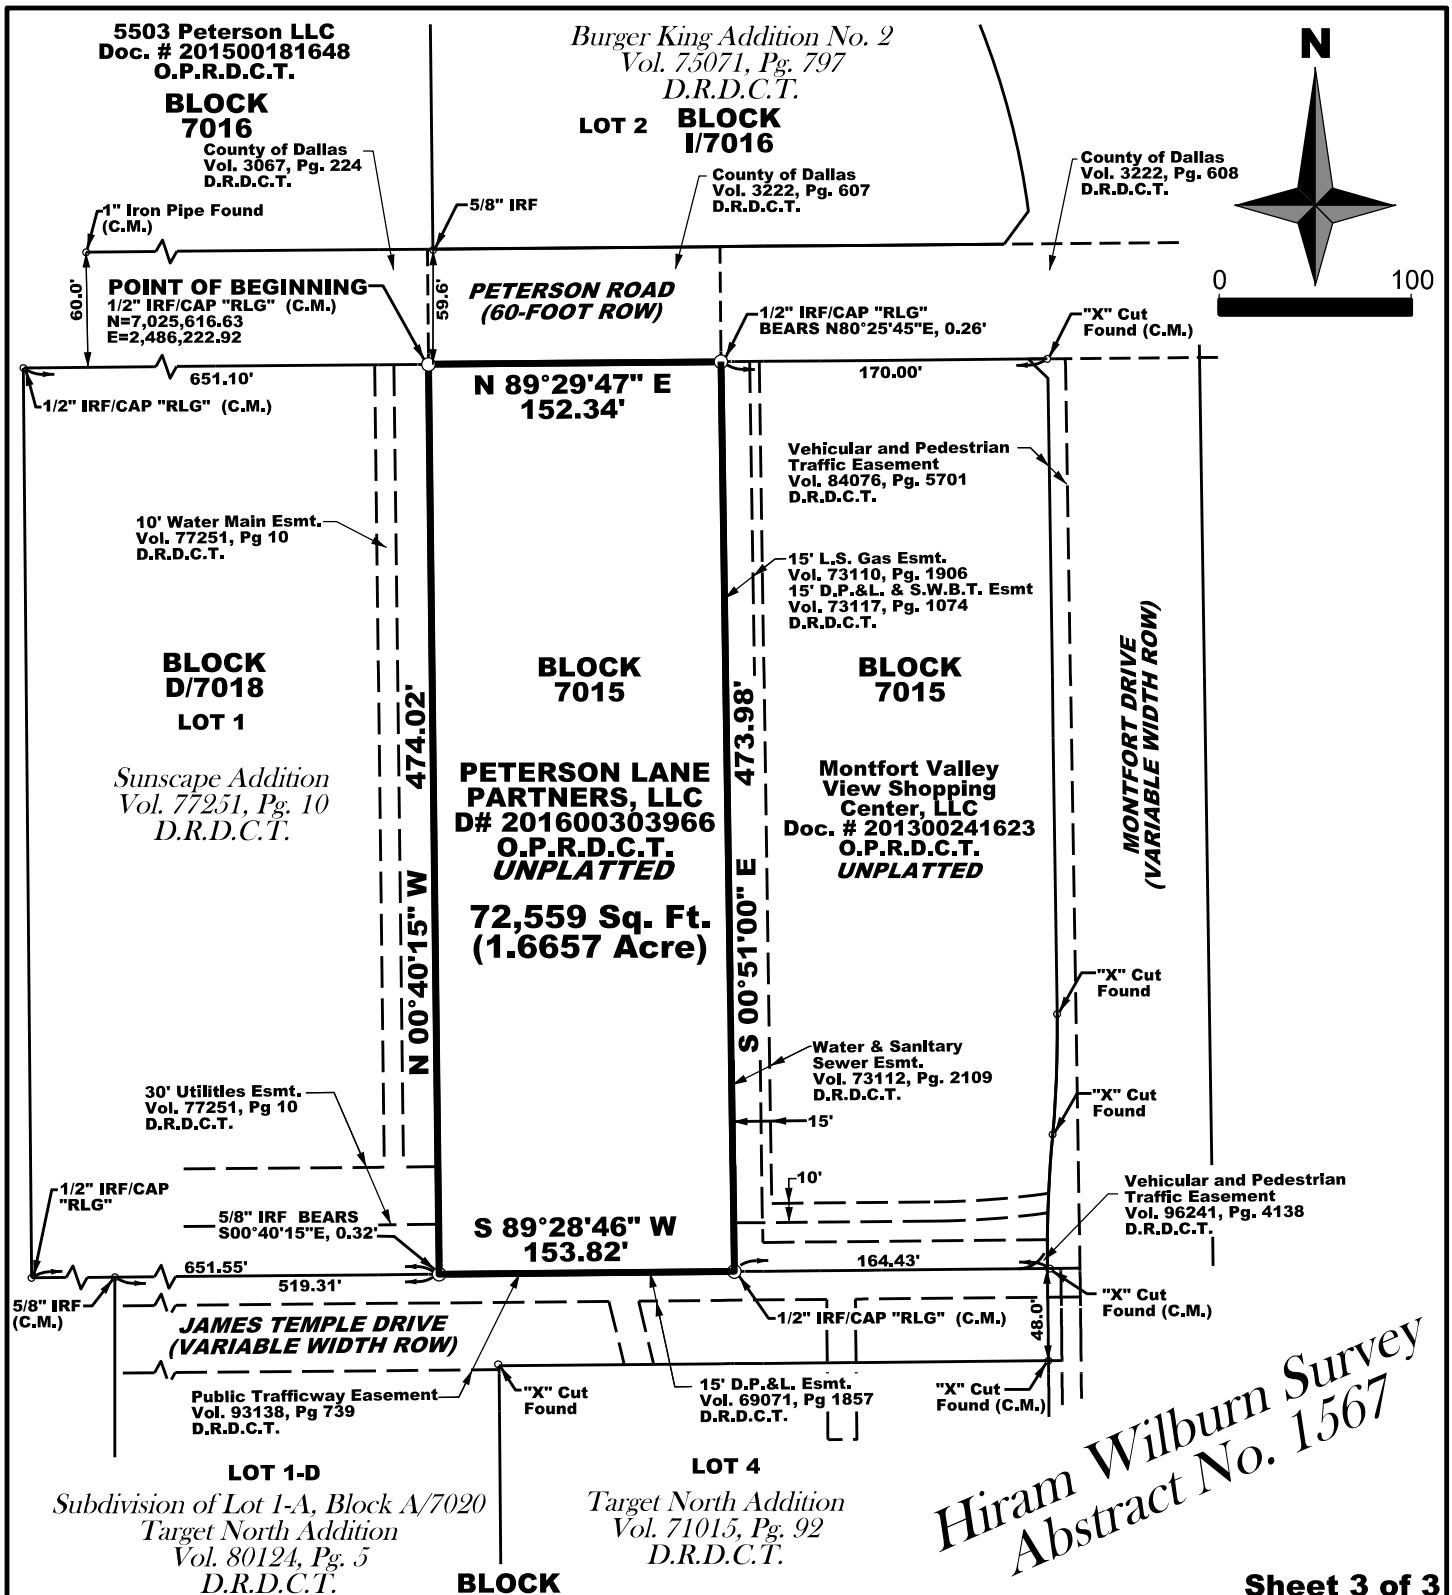 5503 Peterson LLC
Doc. # 201500181648
O.P.R.D.C.T.
BLOCK
7016
County of Dallas
Vol. 3067, Pg. 224
D.R.D.C.T.
Burger King Addition No. 2
Vol. 75071, Pg. 797
D.R.D.C.T.
LOT 2
BLOCK
I/7016
County of Dallas
Vol. 3222, Pg. 607
D.R.D.C.T.
County of Dallas
Vol. 3222, Pg. 608
D.R.D.C.T.
N
0 100
1" Iron Pipe Found
(C.M.)
5/8" IRF
60.0'
59.6'
POINT OF BEGINNING
1/2" IRF/CAP "RLG" (C.M.)
N=7,025,616.63
E=2,486,222.92
PETERSON ROAD
(60-FOOT ROW)
1/2" IRF/CAP "RLG"
BEARS N80°25'45"E, 0.26'
"X" Cut
Found (C.M.)
651.10'
170.00'
1/2" IRF/CAP "RLG" (C.M.)
N 89°29'47" E
152.34'
Vehicular and Pedestrian
Traffic Easement
Vol. 84076, Pg. 5701
D.R.D.C.T.
10' Water Main Esmt.
Vol. 77251, Pg 10
D.R.D.C.T.
15' L.S. Gas Esmt.
Vol. 73110, Pg. 1906
15' D.P.&L. & S.W.B.T. Esmt
Vol. 73117, Pg. 1074
D.R.D.C.T.
BLOCK
D/7018
LOT 1
Sunscape Addition
Vol. 77251, Pg. 10
D.R.D.C.T.
N 00°40'15" W 474.02'
BLOCK
7015
PETERSON LANE
PARTNERS, LLC
D# 201600303966
O.P.R.D.C.T.
UNPLATTED
72,559 Sq. Ft.
(1.6657 Acre)
S 00°51'00" E 473.98'
BLOCK
7015
Montfort Valley
View Shopping
Center, LLC
Doc. # 201300241623
O.P.R.D.C.T.
UNPLATTED
MONTFORT DRIVE
(VARIABLE WIDTH ROW)
"X" Cut
Found
Water & Sanitary
Sewer Esmt.
Vol. 73112, Pg. 2109
D.R.D.C.T.
15'
"X" Cut
Found
30' Utilities Esmt.
Vol. 77251, Pg 10
D.R.D.C.T.
10'
Vehicular and Pedestrian
Traffic Easement
Vol. 96241, Pg. 4138
D.R.D.C.T.
1/2" IRF/CAP
"RLG"
5/8" IRF BEARS
S00°40'15"E, 0.32'
S 89°28'46" W
153.82'
651.55'
519.31'
164.43'
5/8" IRF
(C.M.)
JAMES TEMPLE DRIVE
(VARIABLE WIDTH ROW)
1/2" IRF/CAP "RLG" (C.M.)
48.0'
"X" Cut
Found (C.M.)
Public Trafficway Easement
Vol. 93138, Pg 739
D.R.D.C.T.
"X" Cut
Found
15' D.P.&L. Esmt.
Vol. 69071, Pg 1857
D.R.D.C.T.
"X" Cut
Found (C.M.)
LOT 1-D
Subdivision of Lot 1-A, Block A/7020
Target North Addition
Vol. 80124, Pg. 5
D.R.D.C.T.
LOT 4
Target North Addition
Vol. 71015, Pg. 92
D.R.D.C.T.
BLOCK
Hiram Wilburn Survey
Abstract No. 1567
Sheet 3 of 3